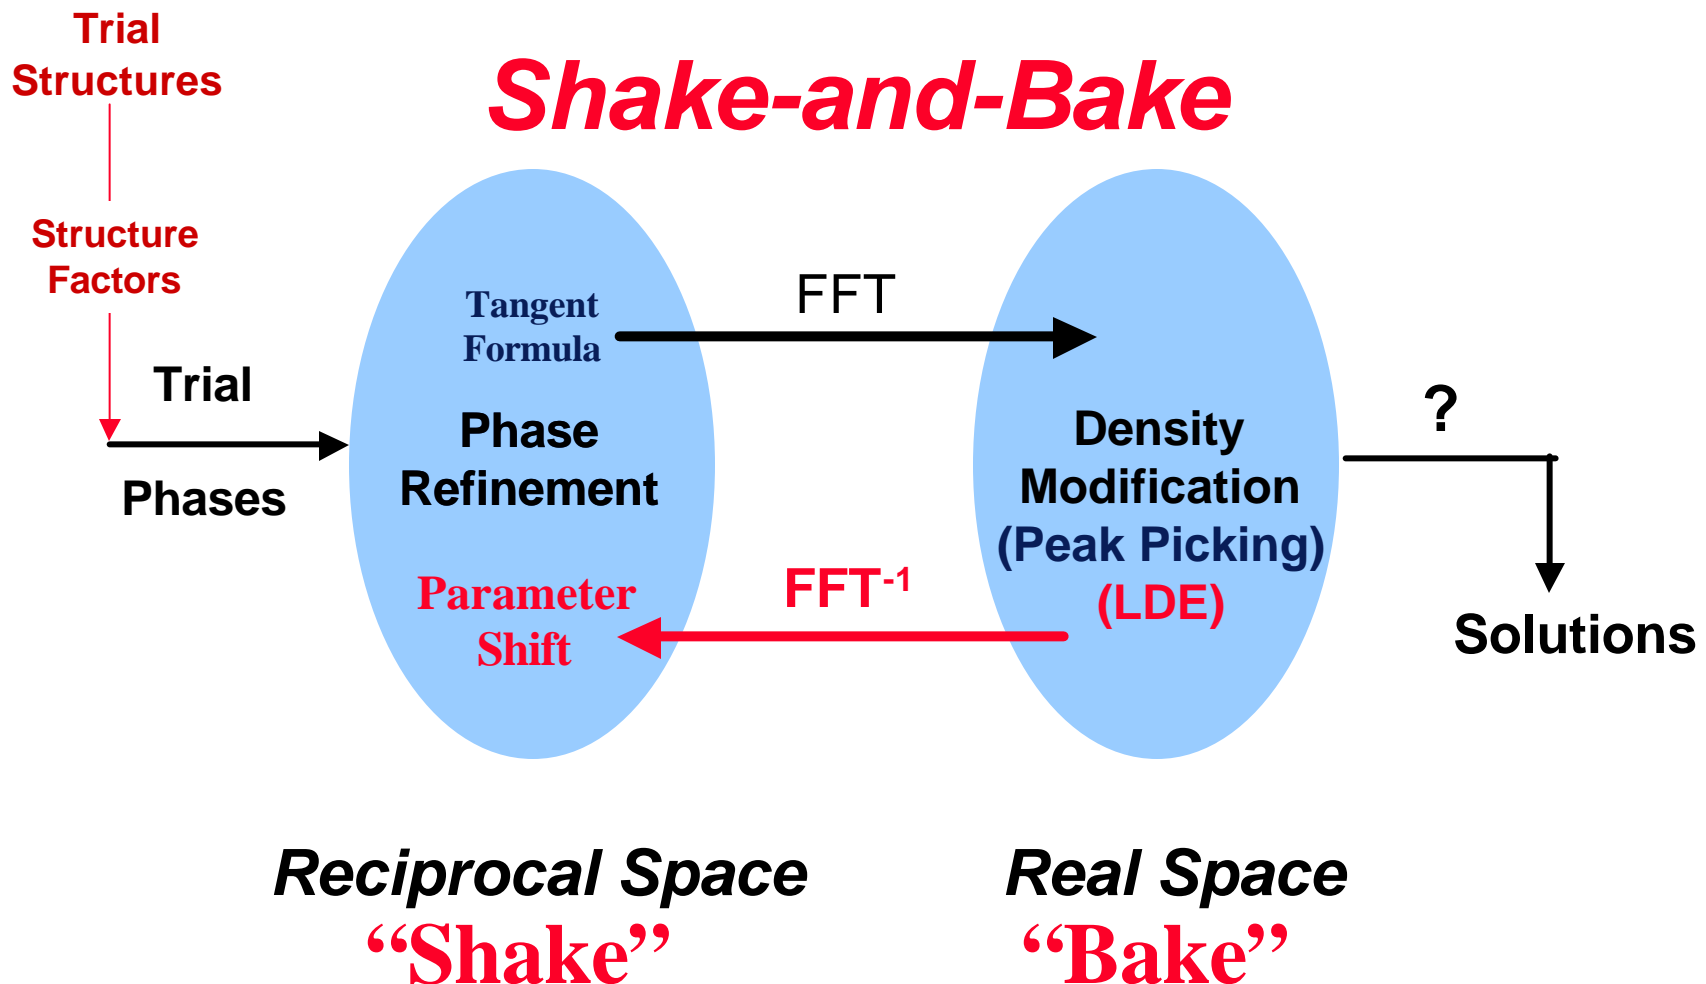 Trial
Structures
Shake-and-Bake
Structure
Factors
Trial
Phases
Tangent
Formula
Phase
Refinement
Parameter
Shift
FFT
FFT-1
Density
Modification
(Peak Picking)
(LDE)
?
Solutions
Reciprocal Space
“Shake”
Real Space
“Bake”